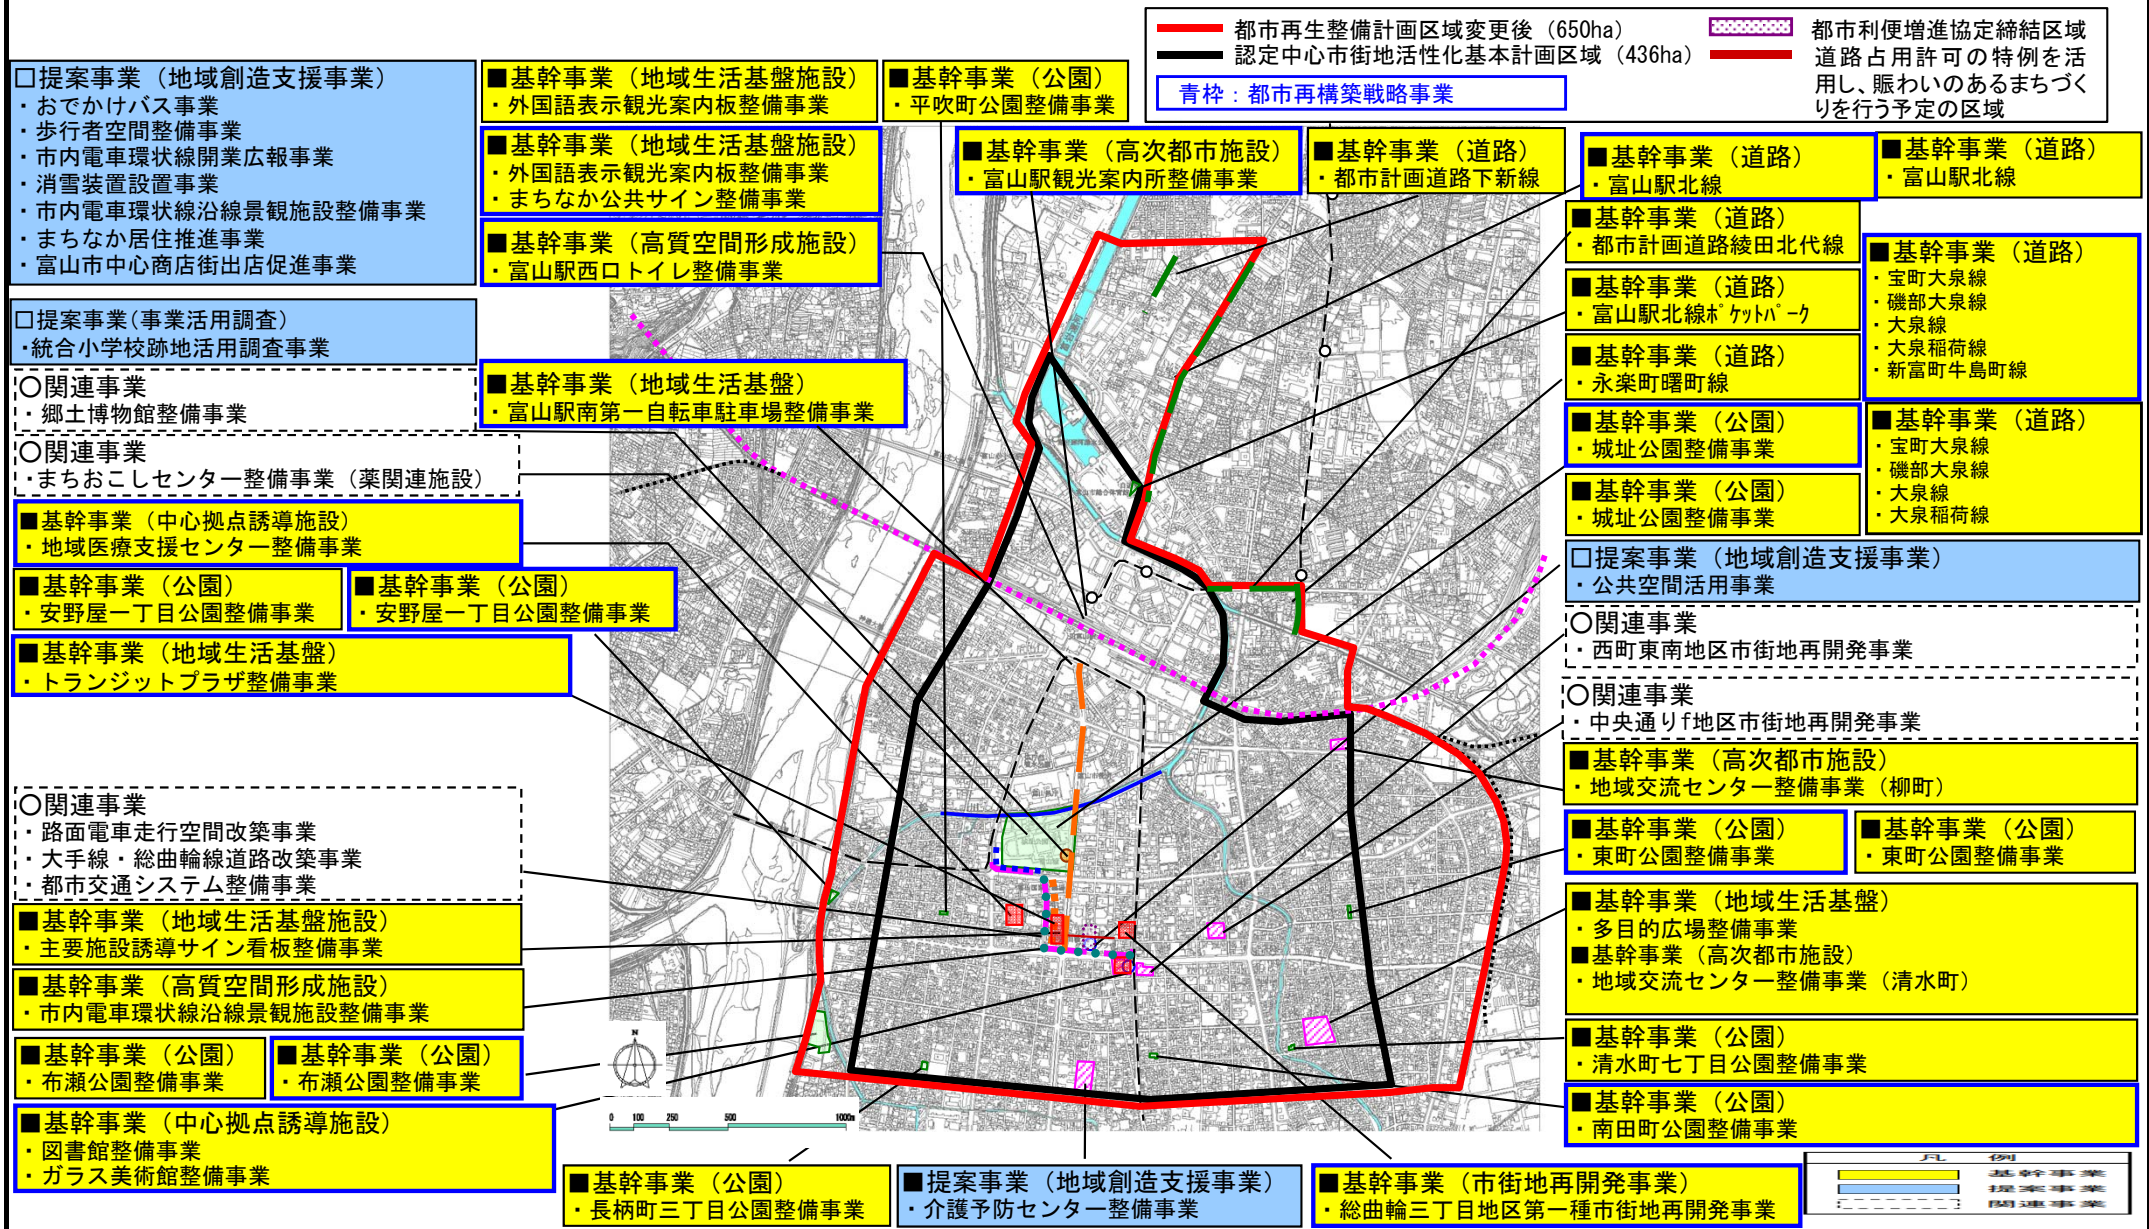 都市再生整備計画区域変更後（650ha）
認定中心市街地活性化基本計画区域（436ha）
青枠：都市再構築戦略事業
都市利便増進協定締結区域
道路占用許可の特例を活
用し、賑わいのあるまちづく
りを行う予定の区域
□提案事業（地域創造支援事業）
・おでかけバス事業
・歩行者空間整備事業
・市内電車環状線開業広報事業
・消雪装置設置事業
・市内電車環状線沿線景観施設整備事業
・まちなか居住推進事業
・富山市中心商店街出店促進事業
■基幹事業（地域生活基盤施設）
・外国語表示観光案内板整備事業
■基幹事業（公園）
・平吹町公園整備事業
■基幹事業（地域生活基盤施設）
・外国語表示観光案内板整備事業
・まちなか公共サイン整備事業
■基幹事業（高次都市施設）
・富山駅観光案内所整備事業
■基幹事業（道路）
・都市計画道路下新線
■基幹事業（道路）
・富山駅北線
■基幹事業（道路）
・富山駅北線
■基幹事業（高質空間形成施設）
・富山駅西口トイレ整備事業
■基幹事業（道路）
・都市計画道路綾田北代線
■基幹事業（道路）
・宝町大泉線
・磯部大泉線
・大泉線
・大泉稲荷線
・新富町牛島町線
■基幹事業（道路）
・富山駅北線ﾎﾟｹｯﾄﾊﾟｰｸ
□提案事業（事業活用調査）
・統合小学校跡地活用調査事業
■基幹事業（道路）
・永楽町曙町線
○関連事業
・郷土博物館整備事業
■基幹事業（地域生活基盤）
・富山駅南第一自転車駐車場整備事業
■基幹事業（公園）
・城址公園整備事業
■基幹事業（道路）
・宝町大泉線
・磯部大泉線
・大泉線
・大泉稲荷線
○関連事業
・まちおこしセンター整備事業（薬関連施設）
■基幹事業（公園）
・城址公園整備事業
■基幹事業（中心拠点誘導施設）
・地域医療支援センター整備事業
□提案事業（地域創造支援事業）
・公共空間活用事業
■基幹事業（公園）
・安野屋一丁目公園整備事業
■基幹事業（公園）
・安野屋一丁目公園整備事業
○関連事業
・西町東南地区市街地再開発事業
■基幹事業（地域生活基盤）
・トランジットプラザ整備事業
○関連事業
・中央通りf地区市街地再開発事業
■基幹事業（高次都市施設）
・地域交流センター整備事業（柳町）
○関連事業
・路面電車走行空間改築事業
・大手線・総曲輪線道路改築事業
・都市交通システム整備事業
■基幹事業（公園）
・東町公園整備事業
■基幹事業（公園）
・東町公園整備事業
■基幹事業（地域生活基盤施設）
・主要施設誘導サイン看板整備事業
■基幹事業（地域生活基盤）
・多目的広場整備事業
■基幹事業（高次都市施設）
・地域交流センター整備事業（清水町）
■基幹事業（高質空間形成施設）
・市内電車環状線沿線景観施設整備事業
■基幹事業（公園）
・布瀬公園整備事業
■基幹事業（公園）
・布瀬公園整備事業
■基幹事業（公園）
・清水町七丁目公園整備事業
■基幹事業（中心拠点誘導施設）
・図書館整備事業
・ガラス美術館整備事業
■基幹事業（公園）
・南田町公園整備事業
N
0 100 250 500 1000m
■基幹事業（公園）
・長柄町三丁目公園整備事業
■提案事業（地域創造支援事業）
・介護予防センター整備事業
■基幹事業（市街地再開発事業）
・総曲輪三丁目地区第一種市街地再開発事業
凡 例
基幹事業
提案事業
関連事業